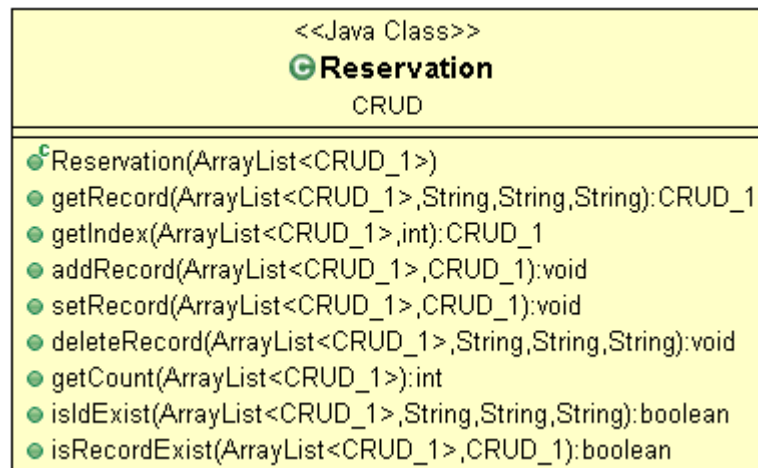 <<Java Class>>
C Reservation
CRUD
c Reservation(ArrayList<CRUD_1>)
getRecord(ArrayList<CRUD_1>,String,String,String):CRUD_1
getIndex(ArrayList<CRUD_1>,int):CRUD_1
addRecord(ArrayList<CRUD_1>,CRUD_1):void
setRecord(ArrayList<CRUD_1>,CRUD_1):void
deleteRecord(ArrayList<CRUD_1>,String,String,String):void
getCount(ArrayList<CRUD_1>):int
isIdExist(ArrayList<CRUD_1>,String,String,String):boolean
isRecordExist(ArrayList<CRUD_1>,CRUD_1):boolean